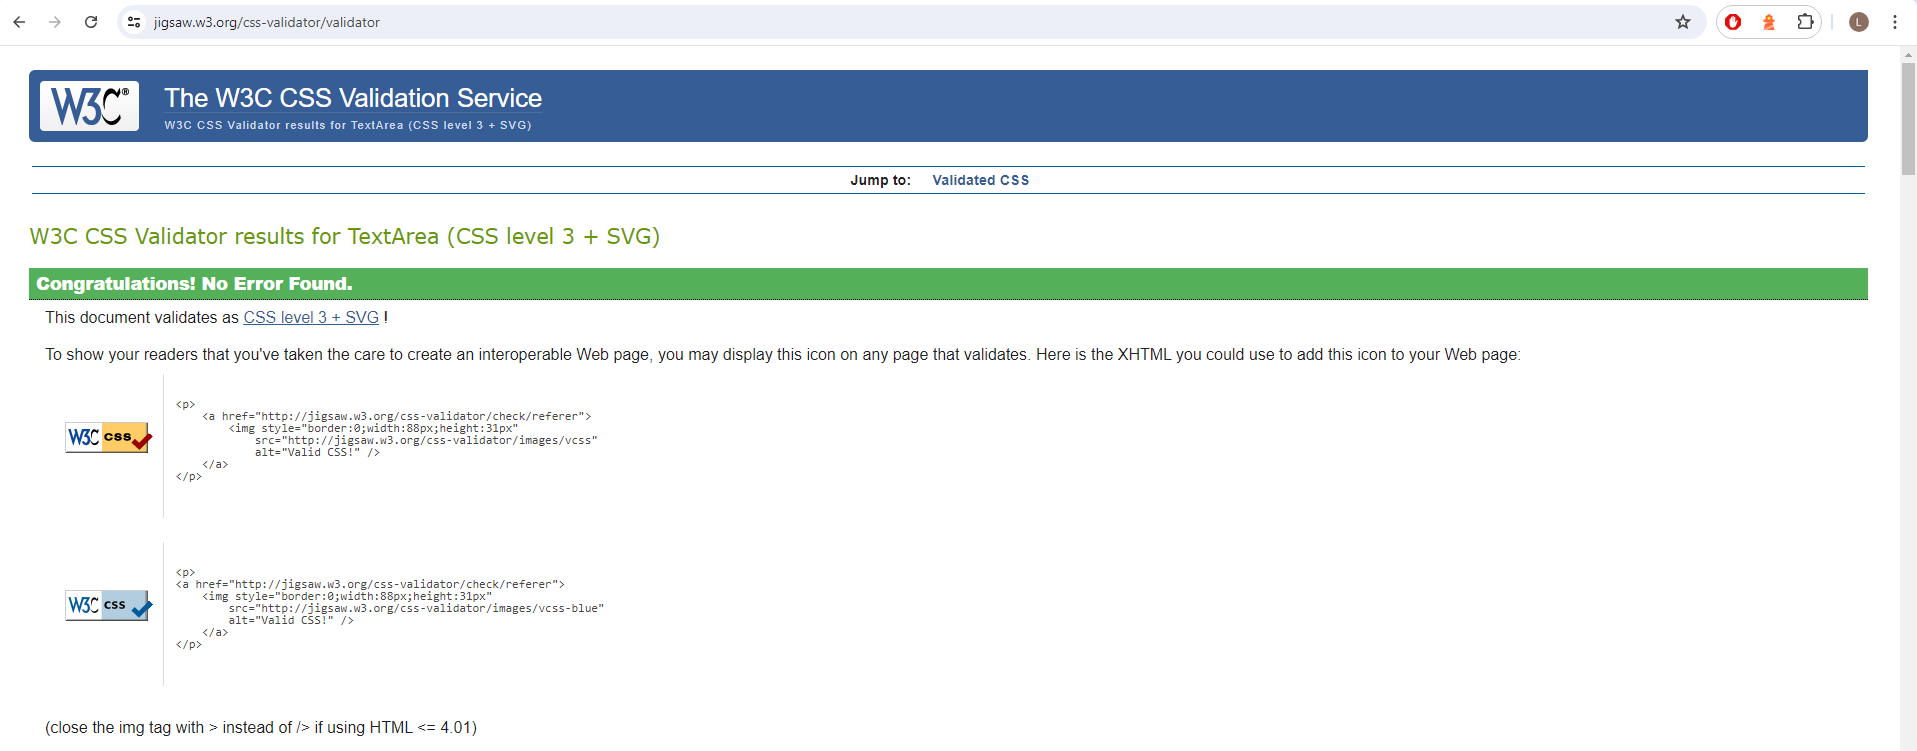 jigsaw.w3.org/css-validator/validator
L
W3C®
The W3C CSS Validation Service
W3C CSS Validator results for TextArea (CSS level 3 + SVG)
Jump to: Validated CSS
W3C CSS Validator results for TextArea (CSS level 3 + SVG)
Congratulations! No Error Found.
This document validates as CSS level 3 + SVG !
To show your readers that you've taken the care to create an interoperable Web page, you may display this icon on any page that validates. Here is the XHTML you could use to add this icon to your Web page:
W3C css
<p>
<a href="http://jigsaw.w3.org/css-validator/check/referer">
<img style="border:0;width:88px;height:31px"
src="http://jigsaw.w3.org/css-validator/images/vcss"
alt="Valid CSS!" />
</a>
</p>
W3C css
<p>
<a href="http://jigsaw.w3.org/css-validator/check/referer">
<img style="border:0;width:88px;height:31px"
src="http://jigsaw.w3.org/css-validator/images/vcss-blue"
alt="Valid CSS!" />
</a>
</p>
(close the img tag with > instead of /> if using HTML <= 4.01)